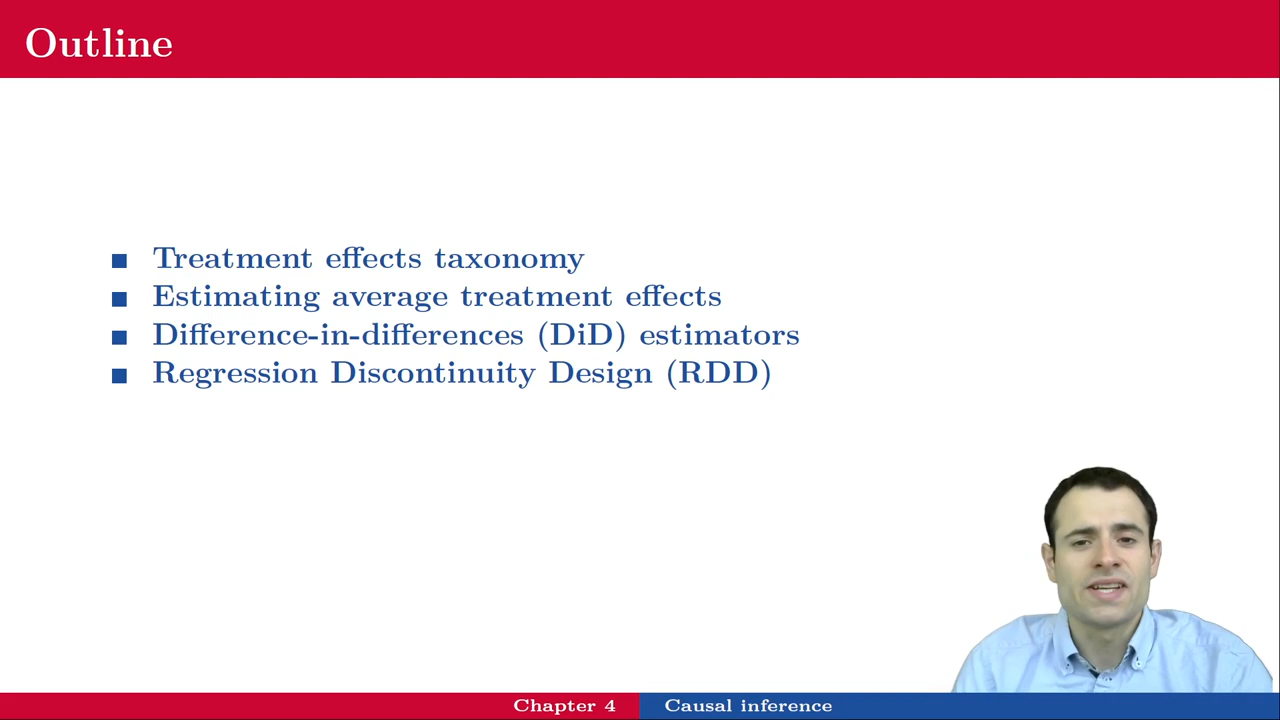 Outline
Treatment effects taxonomy
Estimating average treatment effects
Difference-in-differences (DiD) estimators
Regression Discontinuity Design (RDD)
Chapter 4
Causal inference